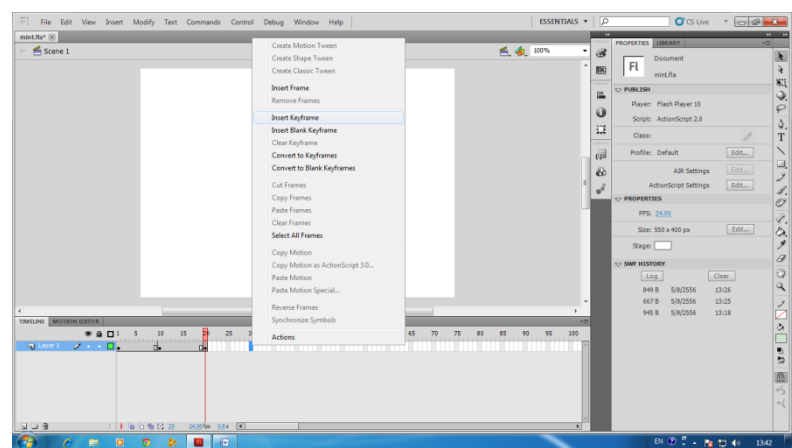 Fl File Edit View Insert Modify Text Commands Control Debug Window Help
ESSENTIALS
CS Live
mint.fla*
Scene 1
100%
Create Motion Tween
Create Shape Tween
Create Classic Tween
Insert Frame
Remove Frames
Insert Keyframe
Insert Blank Keyframe
Clear Keyframe
Convert to Keyframes
Convert to Blank Keyframes
Cut Frames
Copy Frames
Paste Frames
Clear Frames
Select All Frames
Copy Motion
Copy Motion as ActionScript 3.0...
Paste Motion
Paste Motion Special...
Reverse Frames
Synchronize Symbols
Actions
PROPERTIES LIBRARY
Fl
Document
mint.fla
PUBLISH
Player: Flash Player 10
Script: ActionScript 2.0
Class:
Profile: Default Edit...
AIR Settings Edit...
ActionScript Settings Edit...
PROPERTIES
FPS: 24.00
Size: 550 x 400 px Edit...
Stage:
SWF HISTORY
Log Clear
849 B 5/8/2556 13:26
667 B 5/8/2556 13:25
945 B 5/8/2556 13:18
TIMELINE MOTION EDITOR
1 5 10 15 20 25 65 70 75 80 85 90 95 100
Layer 1
20 24.00 fps 0.8 s
EN 13:42